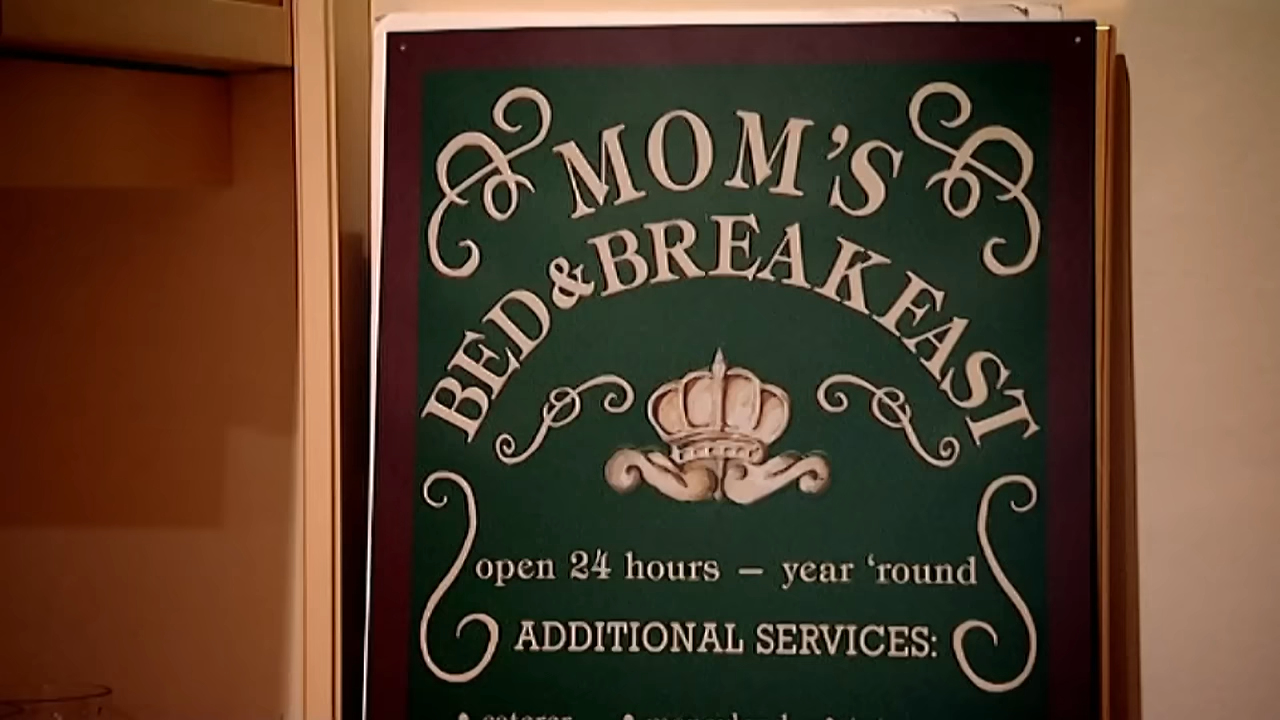 MOM'S
BED & BREAKFAST
open 24 hours – year 'round
ADDITIONAL SERVICES: